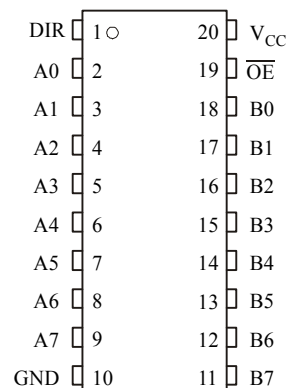 DIR 1 20 V_CC
A0 2 19 O̅E̅
A1 3 18 B0
A2 4 17 B1
A3 5 16 B2
A4 6 15 B3
A5 7 14 B4
A6 8 13 B5
A7 9 12 B6
GND 10 11 B7